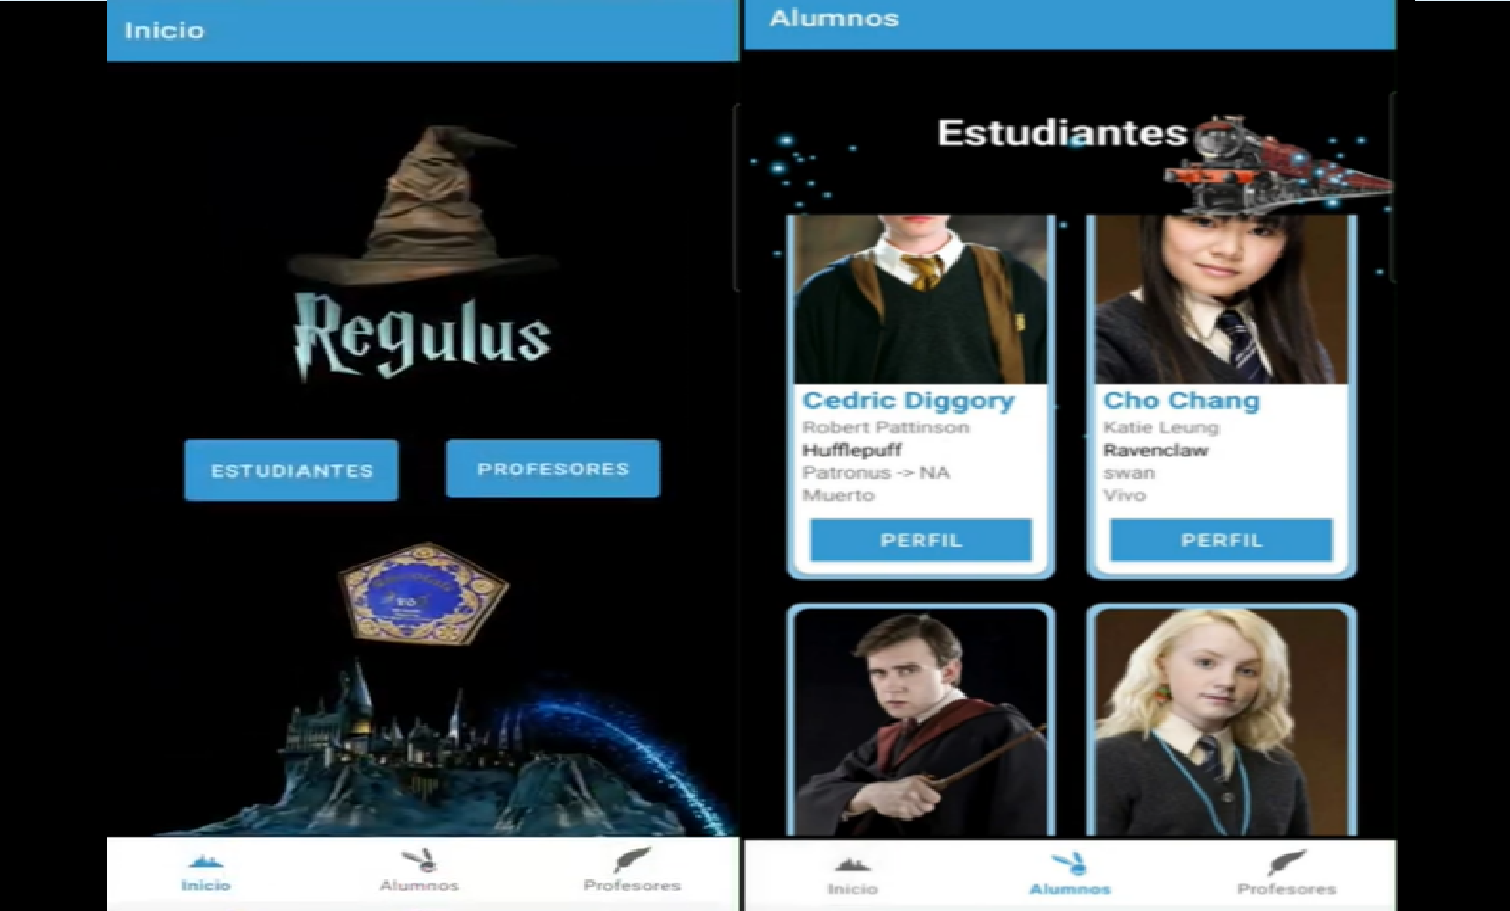 Inicio
Regulus
ESTUDIANTES
PROFESORES
Inicio
Alumnos
Profesores
Alumnos
Estudiantes
Cedric Diggory
Robert Pattinson
Hufflepuff
Patronus -> NA
Muerto
PERFIL
Cho Chang
Katie Leung
Ravenclaw
swan
Vivo
PERFIL
Inicio
Alumnos
Profesores